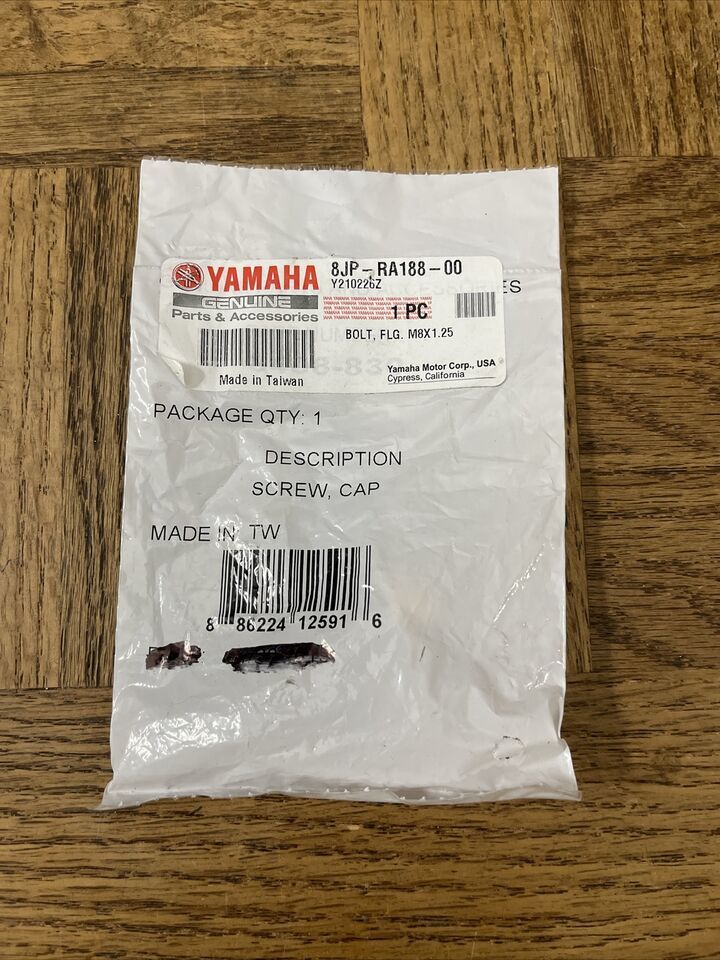 YAMAHA
GENUINE
Parts & Accessories
8JP-RA188-00
Y210226Z
1 PC
BOLT, FLG. M8X1.25
Made in Taiwan
Yamaha Motor Corp., USA
Cypress, California
PACKAGE QTY: 1
DESCRIPTION
SCREW, CAP
MADE IN TW
8 86224 12591 6